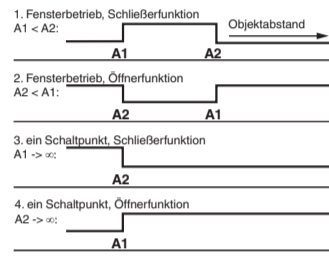 1. Fensterbetrieb, Schließerfunktion
A1 < A2:
Objektabstand
A1 A2
2. Fensterbetrieb, Öffnerfunktion
A2 < A1:
A2 A1
3. ein Schaltpunkt, Schließerfunktion
A1 -> ∞:
A2
4. ein Schaltpunkt, Öffnerfunktion
A2 -> ∞:
A1